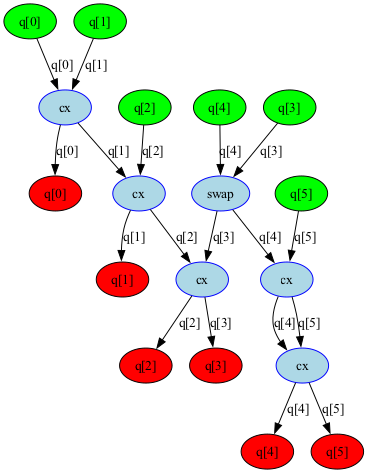 q[0] q[1]
q[0] q[1]
cx q[2] q[4] q[3]
q[0] q[1] q[2] q[4] q[3]
q[0] cx swap q[5]
q[1] q[2] q[3] q[4] q[5]
q[1] cx cx
q[2] q[3] q[4] q[5]
q[2] q[3] cx
q[4] q[5]
q[4] q[5]